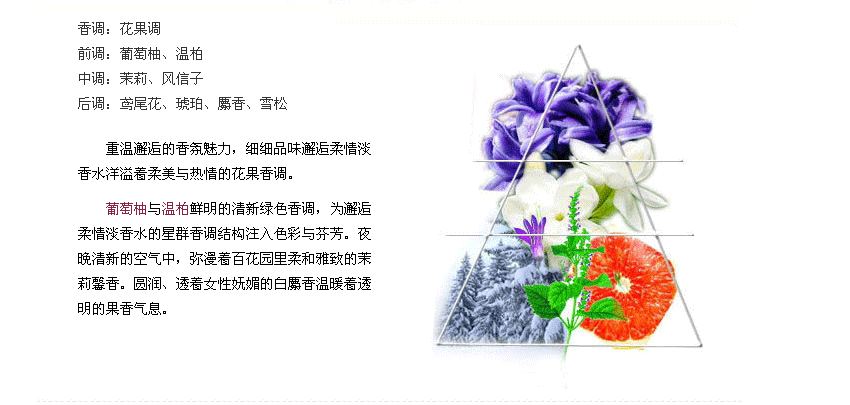 香调：花果调
前调：葡萄柚、温柏
中调：茉莉、风信子
后调：鸢尾花、琥珀、麝香、雪松
重温邂逅的香氛魅力，细细品味邂逅柔情淡
香水洋溢着柔美与热情的花果香调。
葡萄柚与温柏鲜明的清新绿色香调，为邂逅
柔情淡香水的星群香调结构注入色彩与芬芳。夜
晚清新的空气中，弥漫着百花园里柔和雅致的茉
莉馨香。圆润、透着女性妩媚的白麝香温暖着透
明的果香气息。